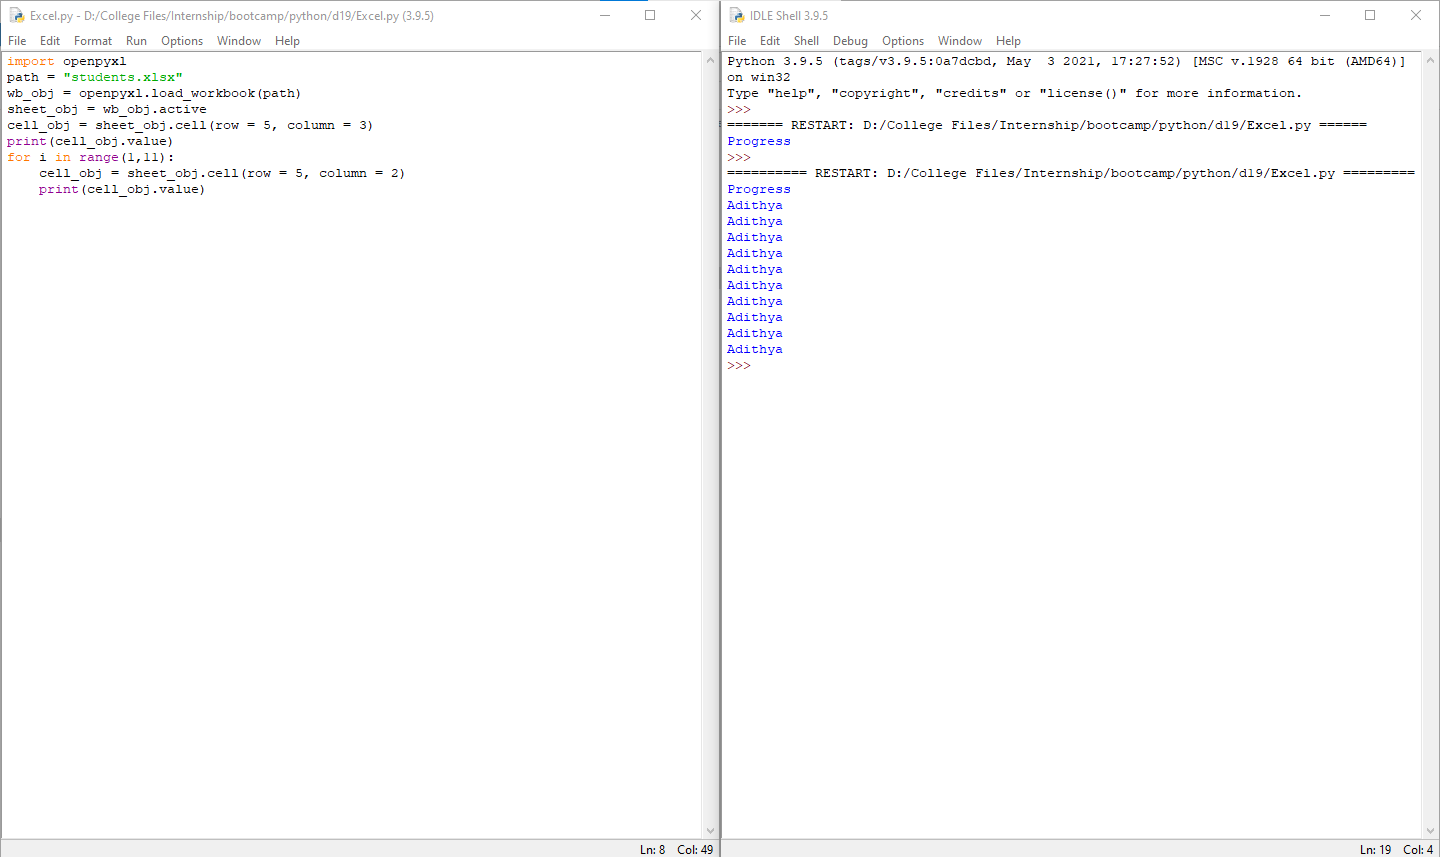 Excel.py - D:/College Files/Internship/bootcamp/python/d19/Excel.py (3.9.5)
File Edit Format Run Options Window Help
import openpyxl
path = "students.xlsx"
wb_obj = openpyxl.load_workbook(path)
sheet_obj = wb_obj.active
cell_obj = sheet_obj.cell(row = 5, column = 3)
print(cell_obj.value)
for i in range(1,11):
    cell_obj = sheet_obj.cell(row = 5, column = 2)
    print(cell_obj.value)
Ln: 8 Col: 49
IDLE Shell 3.9.5
File Edit Shell Debug Options Window Help
Python 3.9.5 (tags/v3.9.5:0a7dcbd, May  3 2021, 17:27:52) [MSC v.1928 64 bit (AMD64)]
on win32
Type "help", "copyright", "credits" or "license()" for more information.
>>>
======= RESTART: D:/College Files/Internship/bootcamp/python/d19/Excel.py ======
Progress
>>>
========== RESTART: D:/College Files/Internship/bootcamp/python/d19/Excel.py =========
Progress
Adithya
Adithya
Adithya
Adithya
Adithya
Adithya
Adithya
Adithya
Adithya
Adithya
>>>
Ln: 19 Col: 4